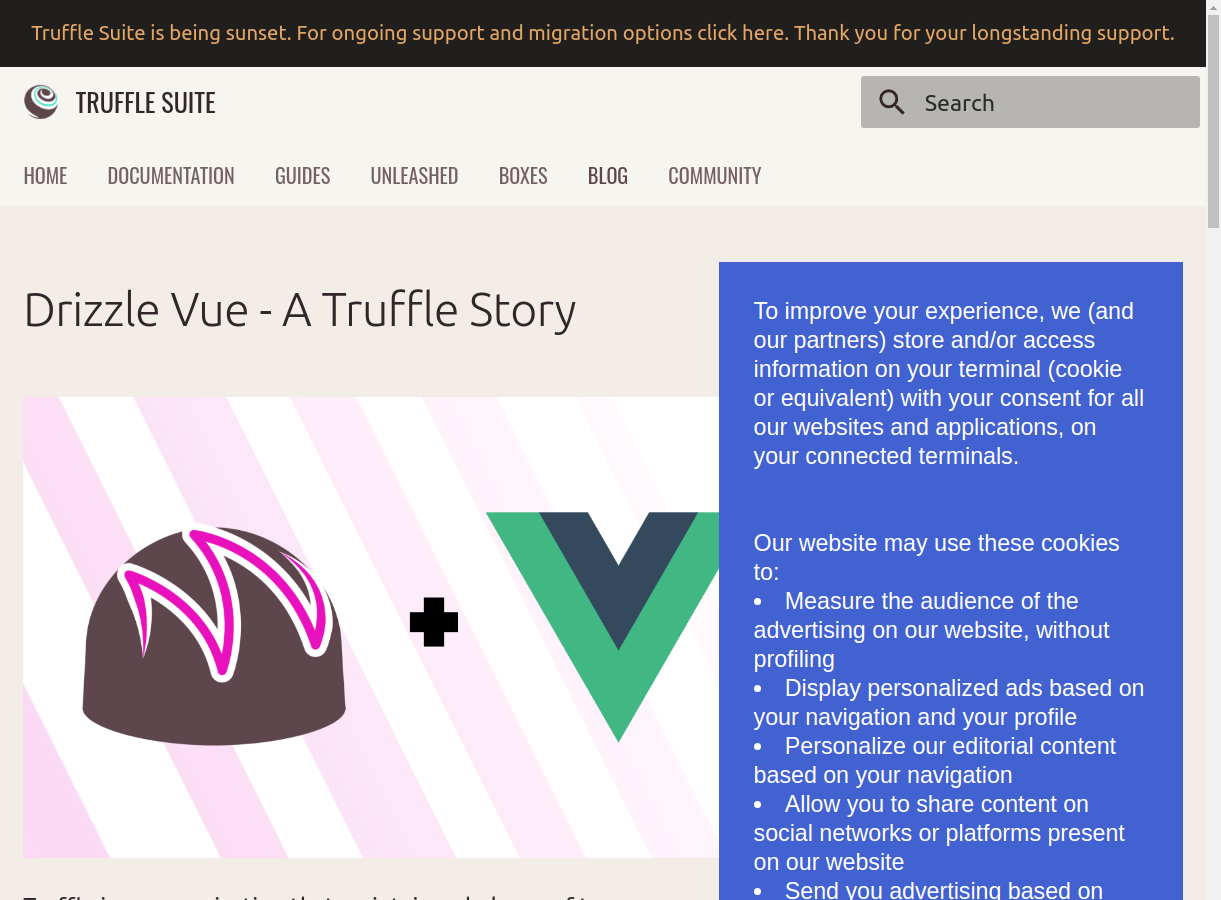 Truffle Suite is being sunset. For ongoing support and migration options click here. Thank you for your longstanding support.
TRUFFLE SUITE
Search
HOME DOCUMENTATION GUIDES UNLEASHED BOXES BLOG COMMUNITY
Drizzle Vue - A Truffle Story
To improve your experience, we (and
our partners) store and/or access
information on your terminal (cookie
or equivalent) with your consent for all
our websites and applications, on
your connected terminals.
Our website may use these cookies
to:
• Measure the audience of the
advertising on our website, without
profiling
• Display personalized ads based on
your navigation and your profile
• Personalize our editorial content
based on your navigation
• Allow you to share content on
social networks or platforms present
on our website
• Send you advertising based on